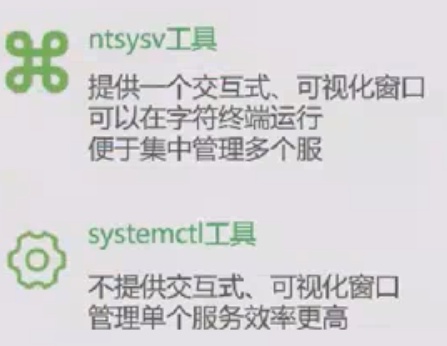 ntsysv工具
提供一个交互式、可视化窗口
可以在字符终端运行
便于集中管理多个服
systemctl工具
不提供交互式、可视化窗口
管理单个服务效率更高